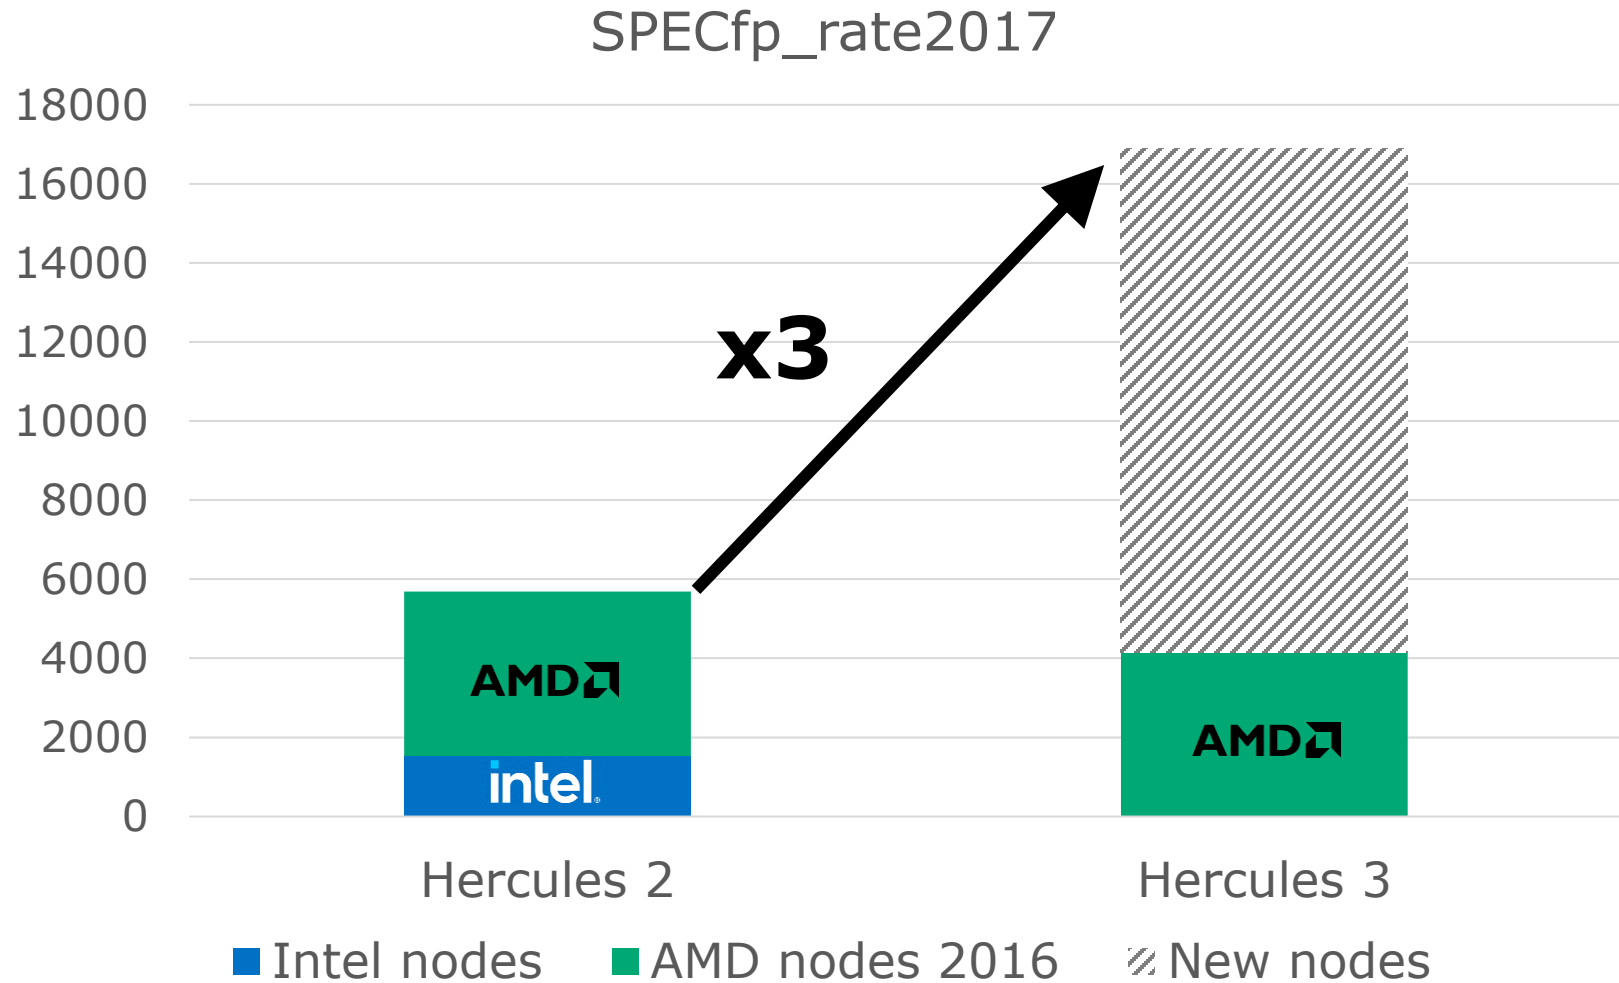 SPECfp_rate2017
18000
16000
14000
12000
10000
8000
6000
4000
2000
0
x3
AMD
intel®
AMD
Hercules 2
Hercules 3
Intel nodes
AMD nodes 2016
New nodes